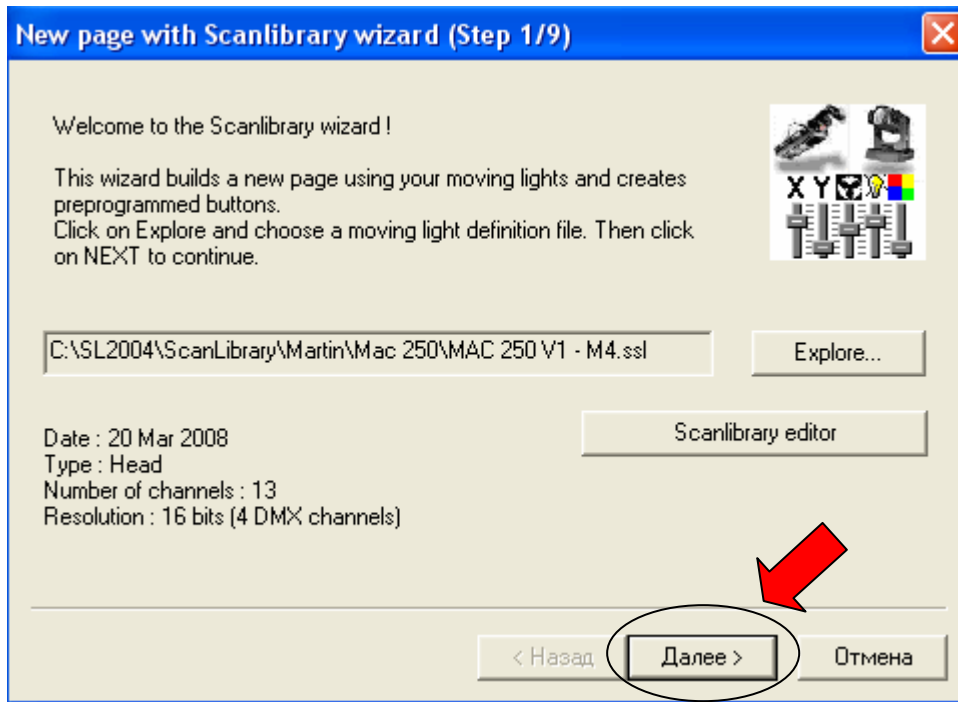 New page with Scanlibrary wizard (Step 1/9)
Welcome to the Scanlibrary wizard !
This wizard builds a new page using your moving lights and creates
preprogrammed buttons.
Click on Explore and choose a moving light definition file. Then click
on NEXT to continue.
X Y
C:\SL2004\ScanLibrary\Martin\Mac 250\MAC 250 V1 - M4.ssl
Explore...
Scanlibrary editor
Date : 20 Mar 2008
Type : Head
Number of channels : 13
Resolution : 16 bits (4 DMX channels)
< Назад
Далее >
Отмена